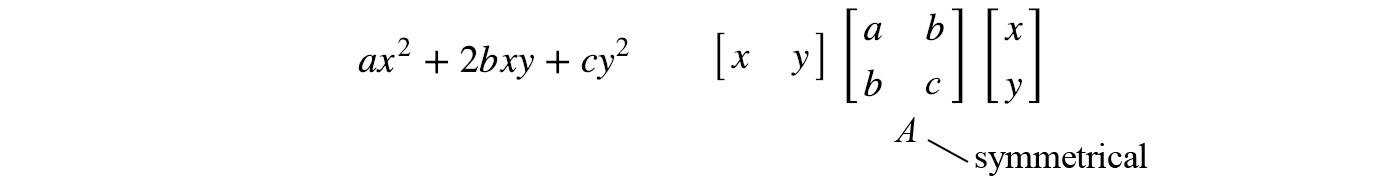 ax² + 2bxy + cy² [x y] [a b; b c] [x; y]
A
symmetrical